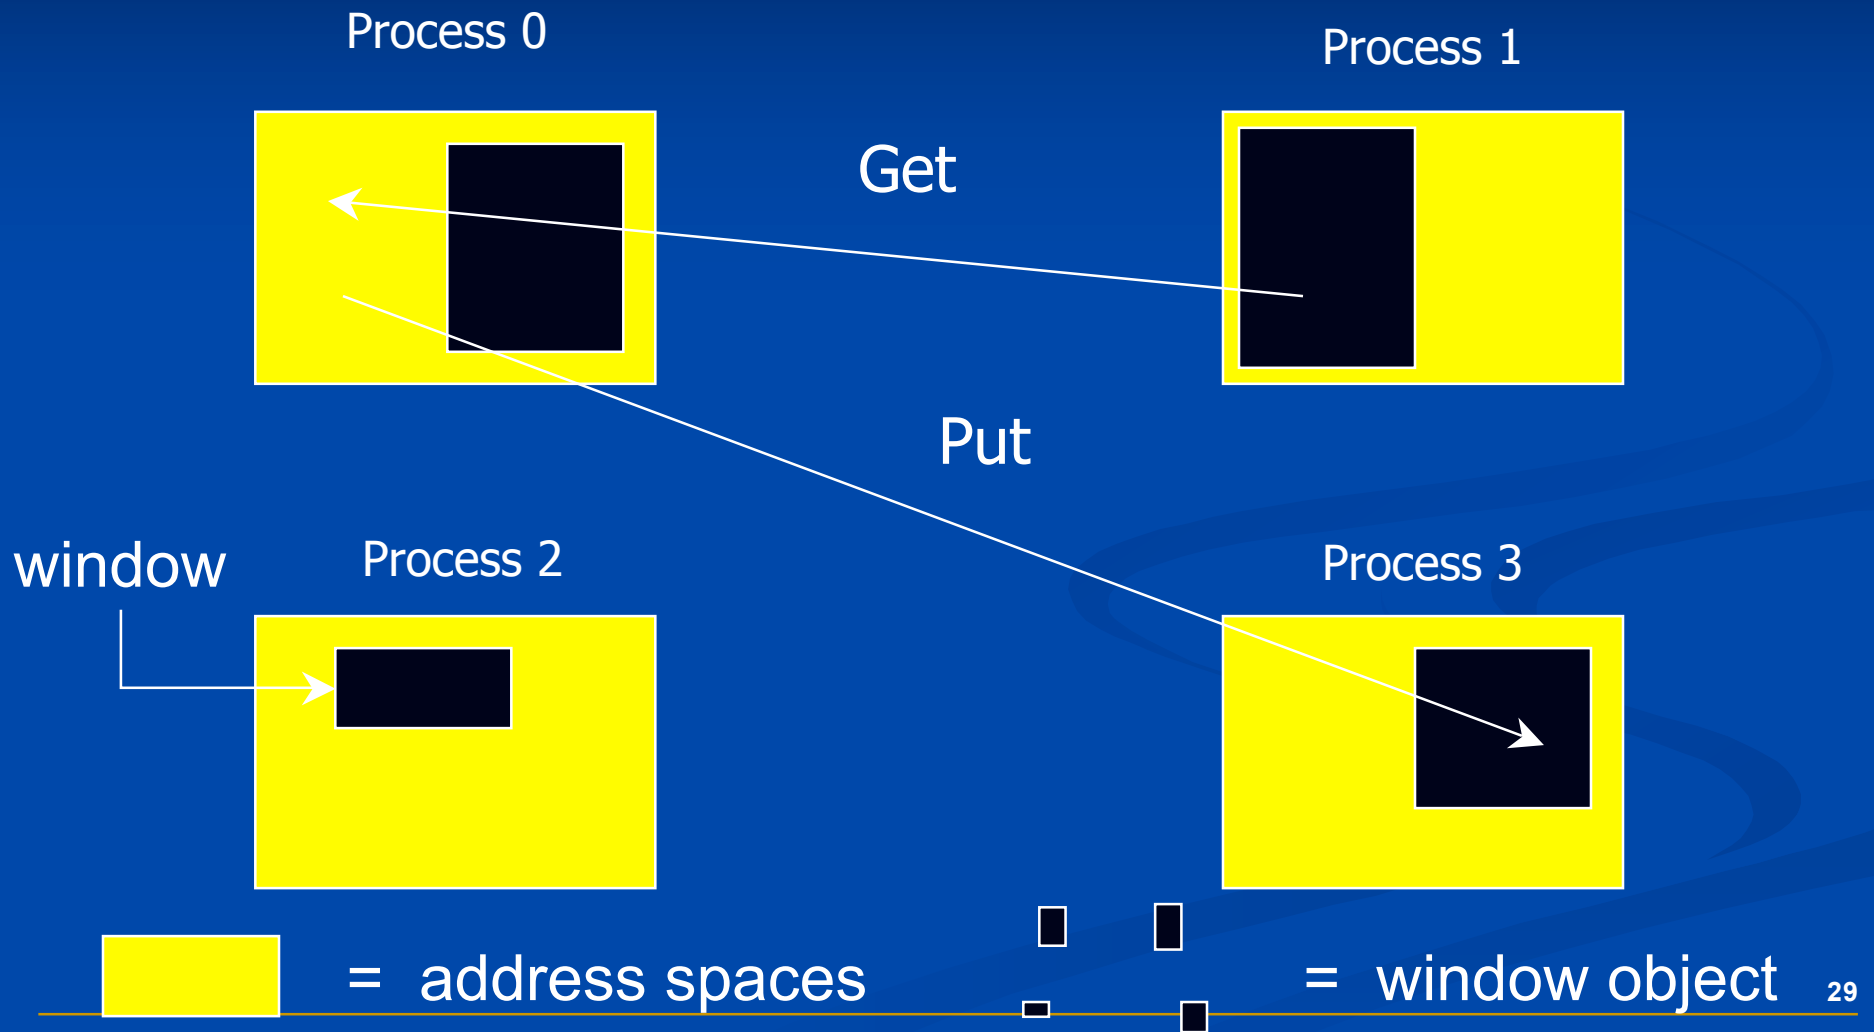 Process 0
Process 1
Get
Put
window
Process 2
Process 3
= address spaces
= window object
29